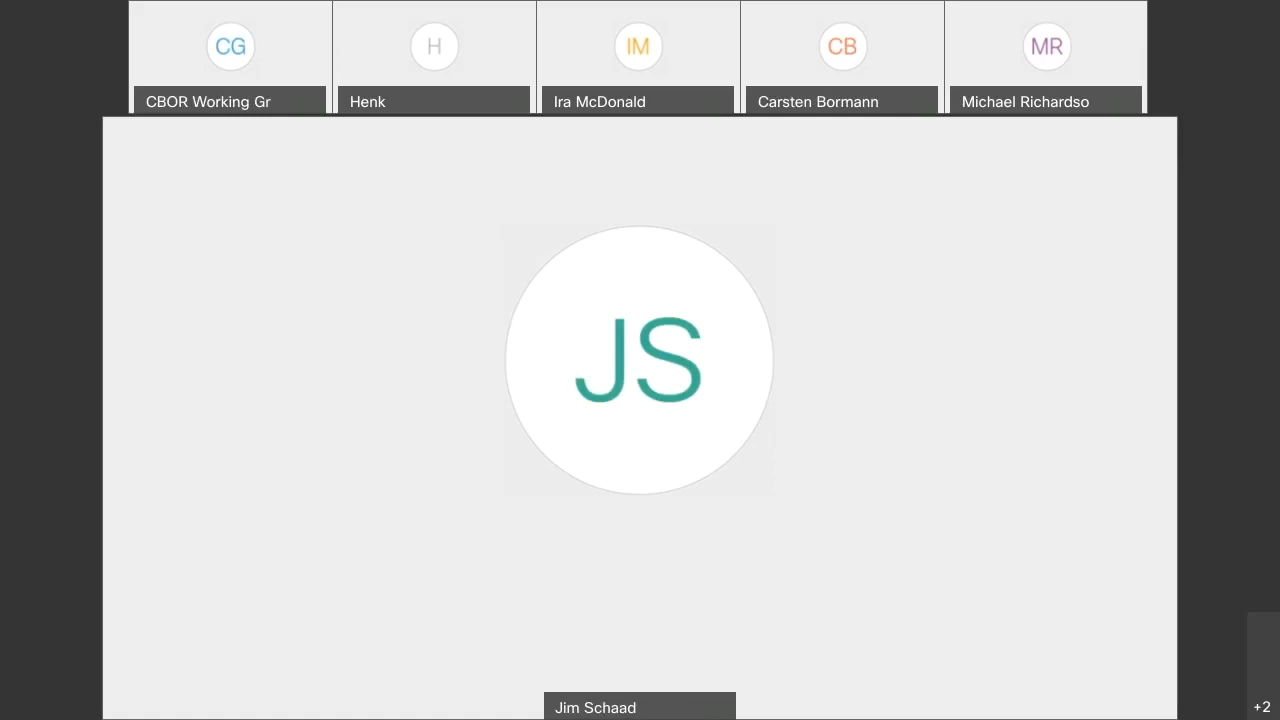 CG
H
IM
CB
MR
CBOR Working Gr
Henk
Ira McDonald
Carsten Bormann
Michael Richardso
JS
Jim Schaad
+2